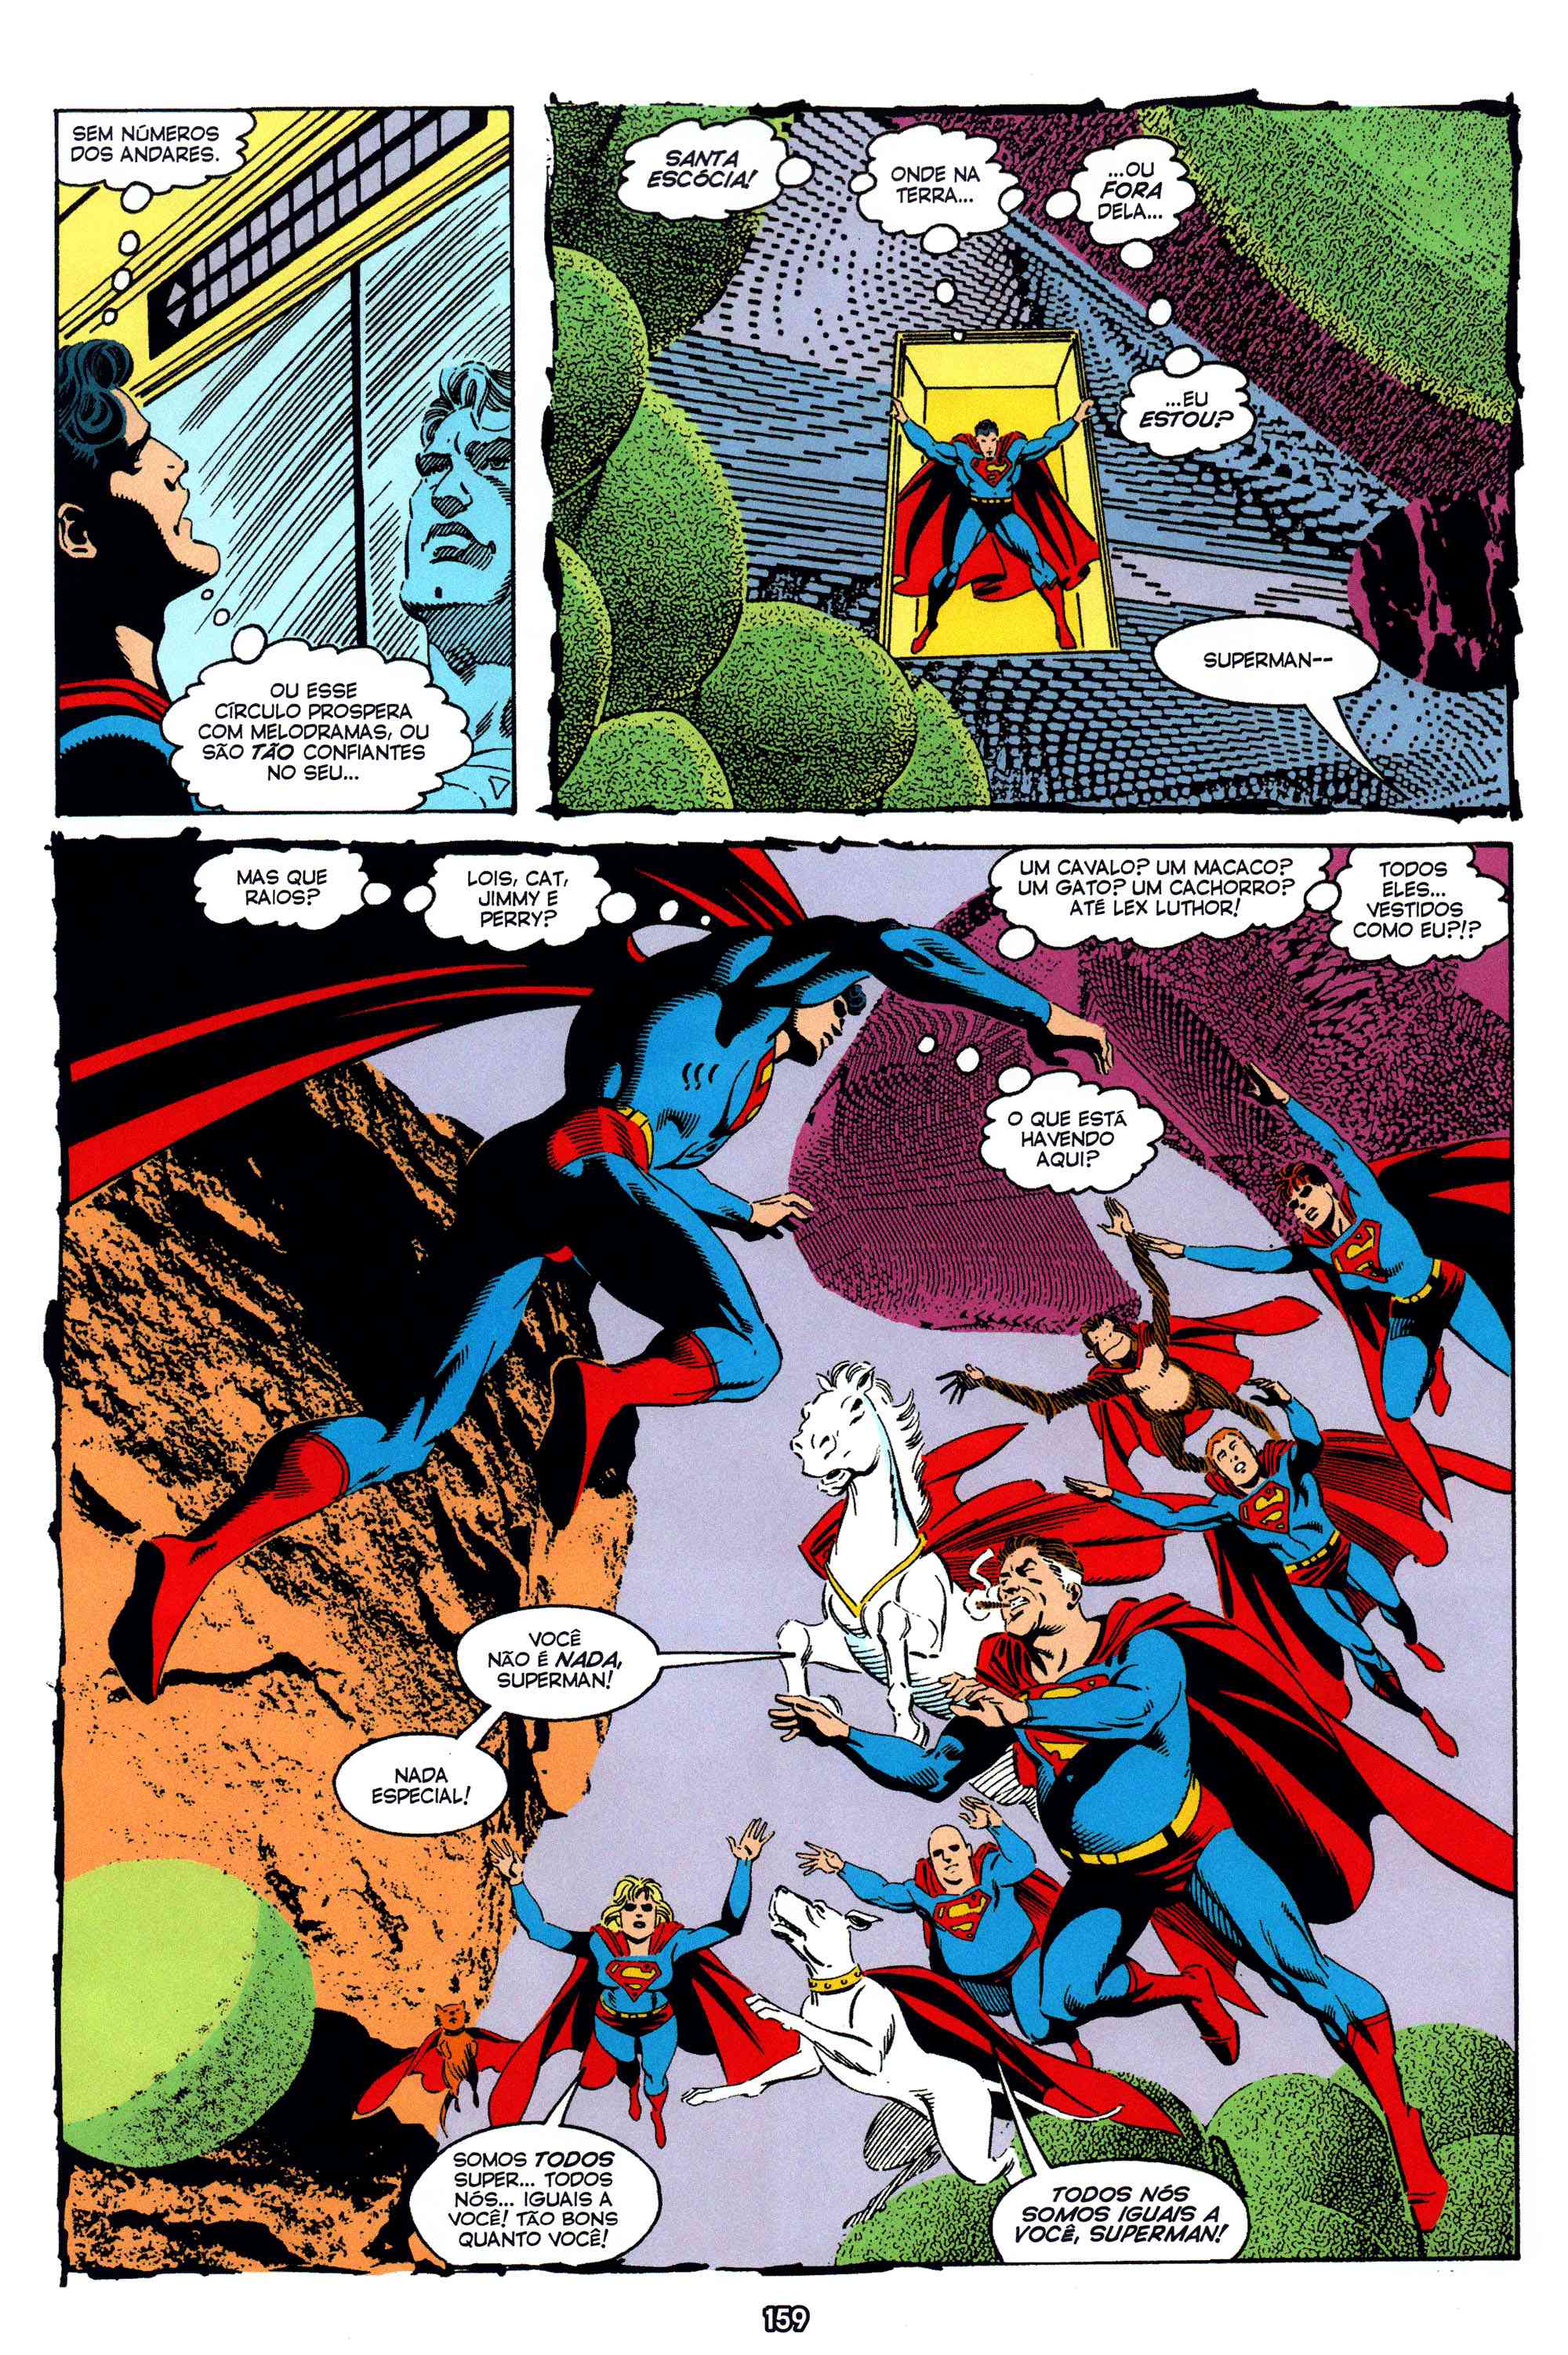 SEM NÚMEROS
DOS ANDARES.
OU ESSE
CÍRCULO PROSPERA
COM MELODRAMAS, OU
SÃO TÃO CONFIANTES
NO SEU...
SANTA
ESCÓCIA!
ONDE NA
TERRA...
...OU
FORA
DELA...
...EU
ESTOU?
SUPERMAN--
MAS QUE
RAIOS?
LOIS, CAT,
JIMMY E
PERRY?
UM CAVALO? UM MACACO?
UM GATO? UM CACHORRO?
ATÉ LEX LUTHOR!
TODOS
ELES...
VESTIDOS
COMO EU?!?
O QUE ESTÁ
HAVENDO
AQUI?
VOCÊ
NÃO É NADA,
SUPERMAN!
NADA
ESPECIAL!
SOMOS TODOS
SUPER... TODOS
NÓS... IGUAIS A
VOCÊ! TÃO BONS
QUANTO VOCÊ!
TODOS NÓS
SOMOS IGUAIS A
VOCÊ, SUPERMAN!
159